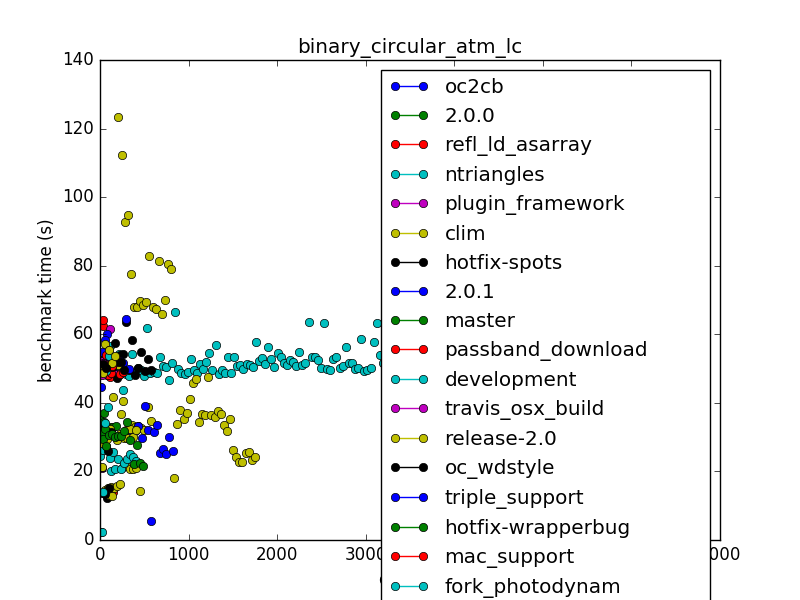 binary_circular_atm_lc
140
120
100
80
60
40
20
0
benchmark time (s)
0
1000
2000
000
oc2cb
2.0.0
refl_ld_asarray
ntriangles
plugin_framework
clim
hotfix-spots
2.0.1
master
passband_download
development
travis_osx_build
release-2.0
oc_wdstyle
triple_support
hotfix-wrapperbug
mac_support
fork_photodynam